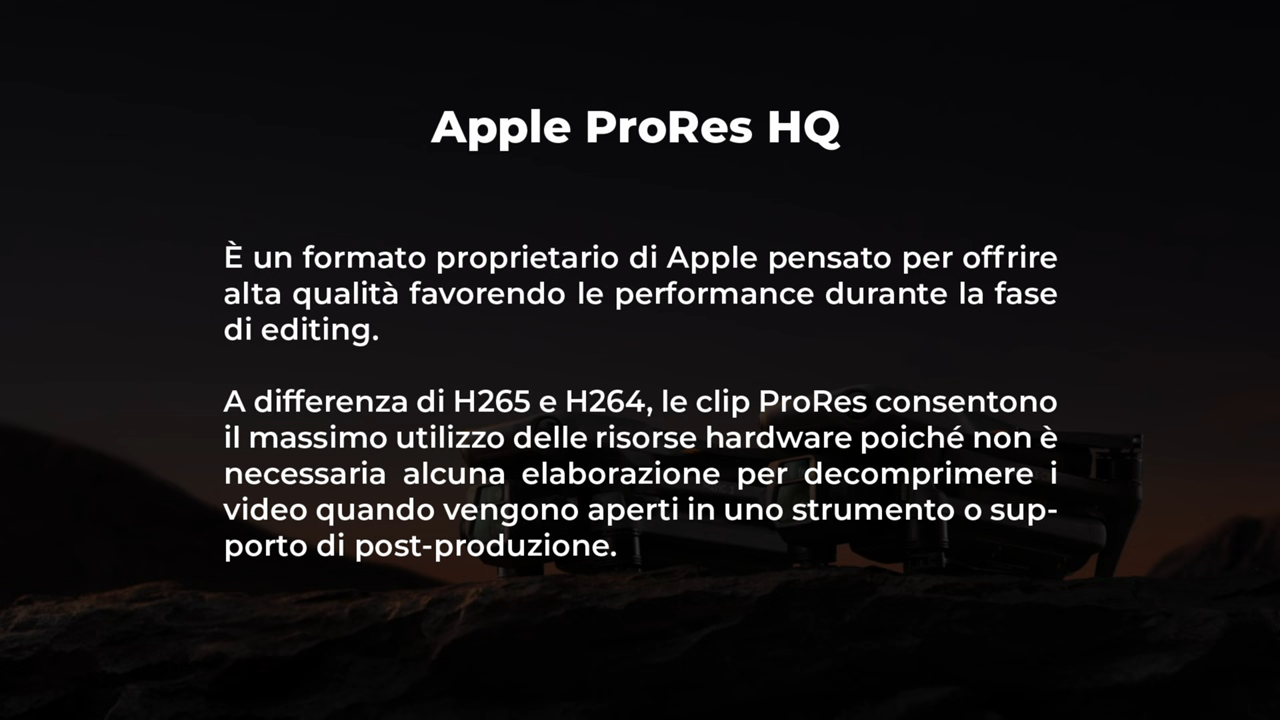 Apple ProRes HQ
È un formato proprietario di Apple pensato per offrire
alta qualità favorendo le performance durante la fase
di editing.
A differenza di H265 e H264, le clip ProRes consentono
il massimo utilizzo delle risorse hardware poiché non è
necessaria alcuna elaborazione per decomprimere i
video quando vengono aperti in uno strumento o sup-
porto di post-produzione.